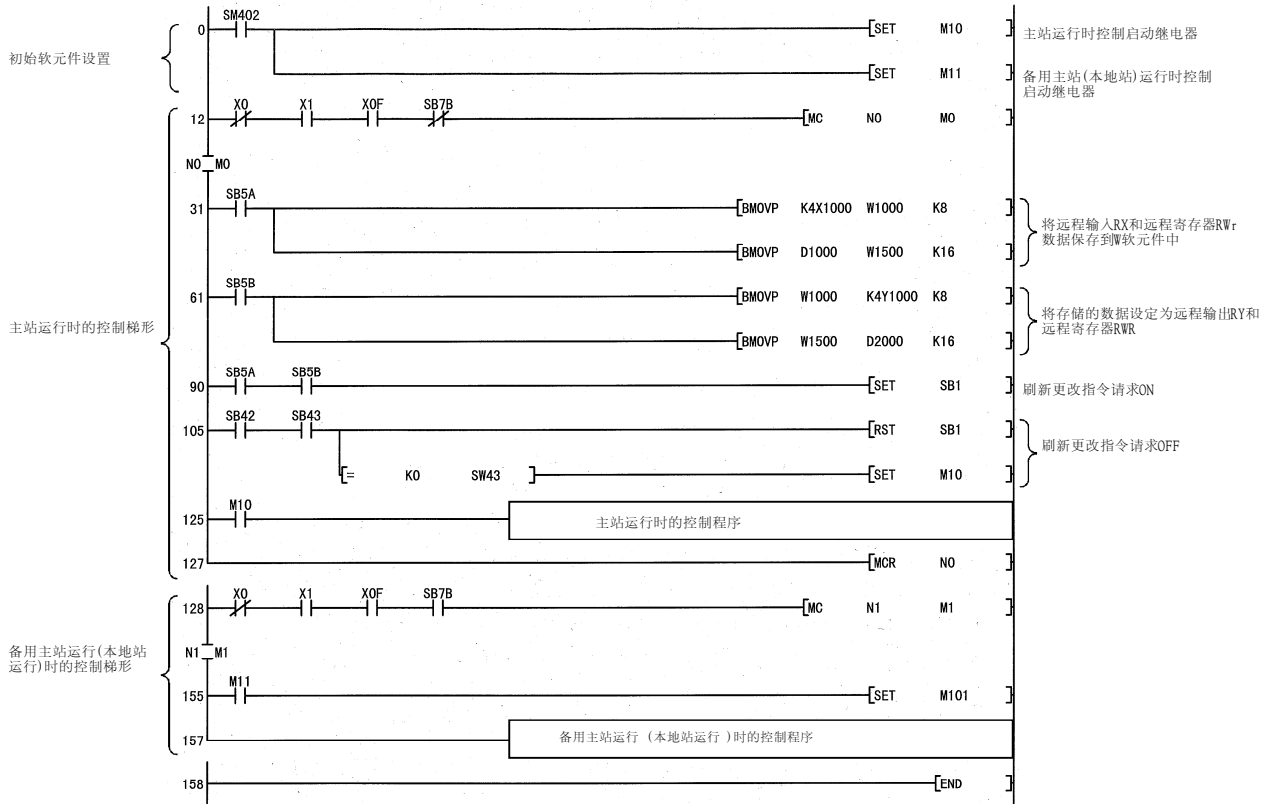 SM402
0 [SET M10 ] 主站运行时控制启动继电器
初始软元件设置
[SET M11 ] 备用主站(本地站)运行时控制
启动继电器
X0 X1 X0F SB7B
12 [MC N0 M0 ]
N0 M0
SB5A
31 [BMOVP K4X1000 W1000 K8 ]
将远程输入RX和远程寄存器RWr
数据保存到W软元件中
[BMOVP D1000 W1500 K16 ]
SB5B
61 [BMOVP W1000 K4Y1000 K8 ]
将存储的数据设定为远程输出RY和
远程寄存器RWR
主站运行时的控制梯形
[BMOVP W1500 D2000 K16 ]
SB5A SB5B
90 [SET SB1 ] 刷新更改指令请求ON
SB42 SB43
105 [RST SB1 ]
刷新更改指令请求OFF
[= K0 SW43 ] [SET M10 ]
M10
125 主站运行时的控制程序
127 [MCR N0 ]
X0 X1 X0F SB7B
128 [MC N1 M1 ]
备用主站运行(本地站
运行)时的控制梯形
N1 M1
M11
155 [SET M101 ]
157 备用主站运行 (本地站运行 )时的控制程序
158 [END ]